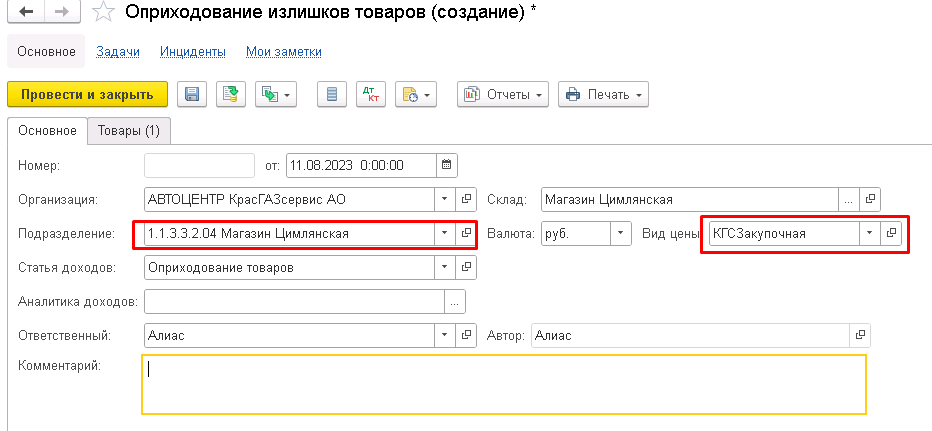 Оприходование излишков товаров (создание) *
Основное Задачи Инциденты Мои заметки
Провести и закрыть Дт Кт Отчеты Печать
Основное Товары (1)
Номер: от: 11.08.2023 0:00:00
Организация: АВТОЦЕНТР КрасГАЗсервис АО Склад: Магазин Цимлянская ...
Подразделение: 1.1.3.3.2.04 Магазин Цимлянская Валюта: руб. Вид цены КГСЗакупочная
Статья доходов: Оприходование товаров
Аналитика доходов: ...
Ответственный: Алиас Автор: Алиас
Комментарий: